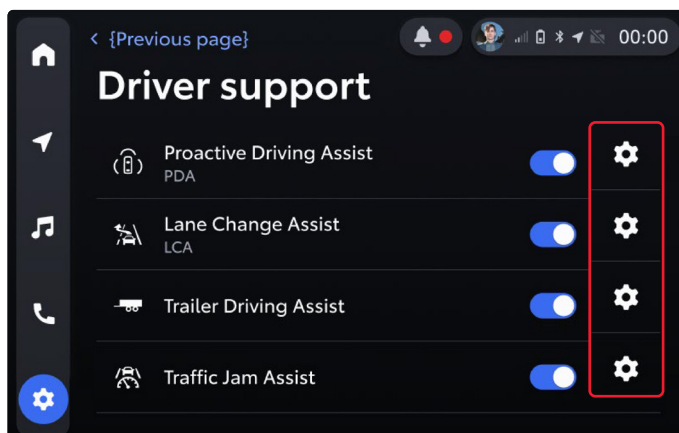 < {Previous page}
00:00
Driver support
Proactive Driving Assist
PDA
Lane Change Assist
LCA
Trailer Driving Assist
Traffic Jam Assist